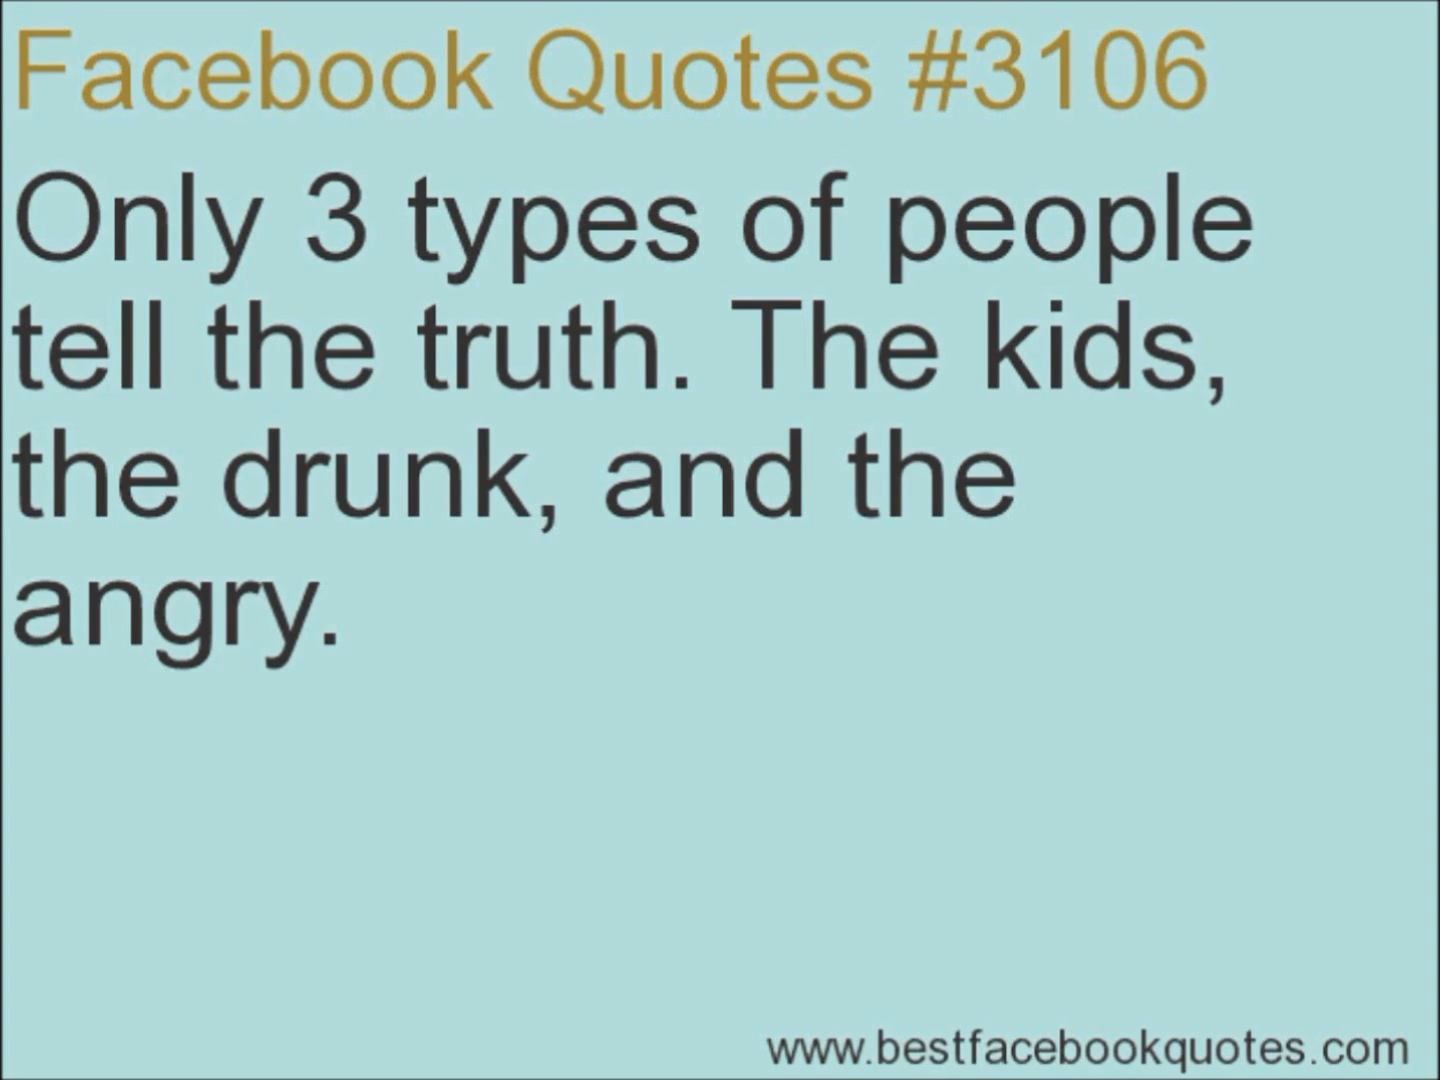 Facebook Quotes #3106
Only 3 types of people
tell the truth. The kids,
the drunk, and the
angry.
www.bestfacebookquotes.com